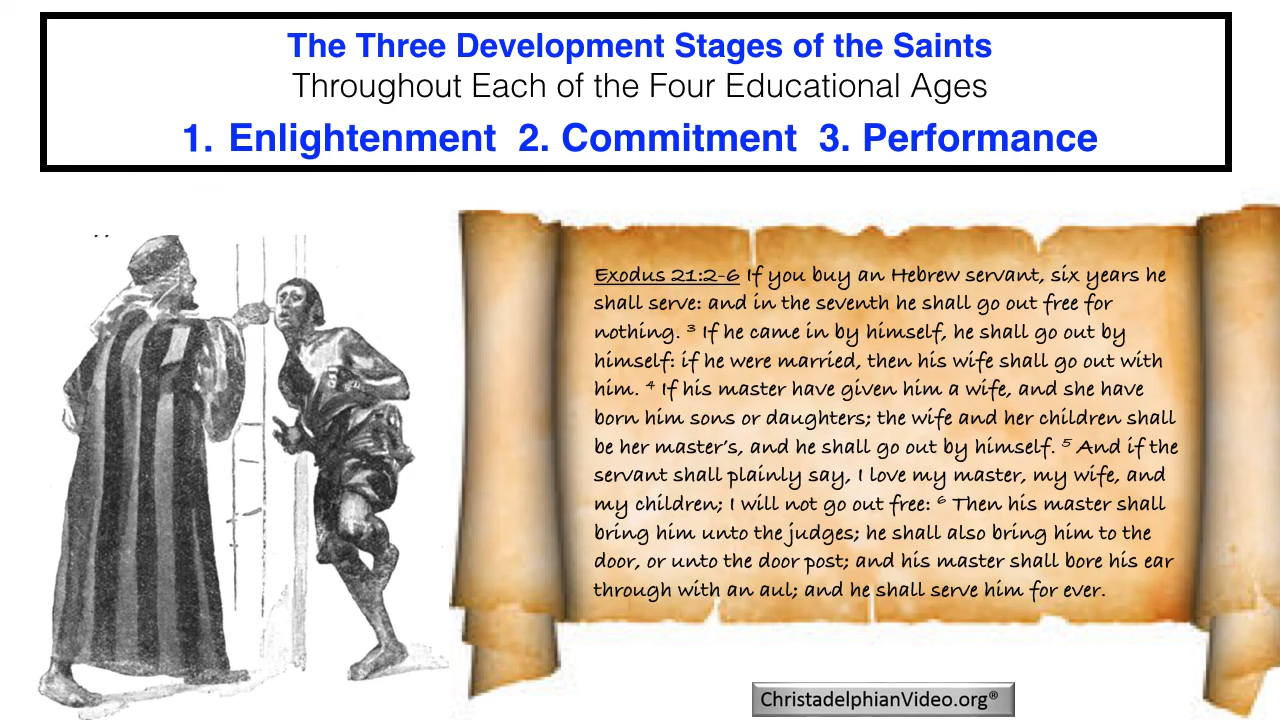 The Three Development Stages of the Saints
Throughout Each of the Four Educational Ages
1. Enlightenment 2. Commitment 3. Performance
Exodus 21:2-6 If you buy an Hebrew servant, six years he
shall serve: and in the seventh he shall go out free for
nothing. ³ If he came in by himself, he shall go out by
himself: if he were married, then his wife shall go out with
him. ⁴ If his master have given him a wife, and she have
born him sons or daughters; the wife and her children shall
be her master's, and he shall go out by himself. ⁵ And if the
servant shall plainly say, I love my master, my wife, and
my children; I will not go out free: ⁶ Then his master shall
bring him unto the judges; he shall also bring him to the
door, or unto the door post; and his master shall bore his ear
through with an aul; and he shall serve him for ever.
ChristadelphianVideo.org®